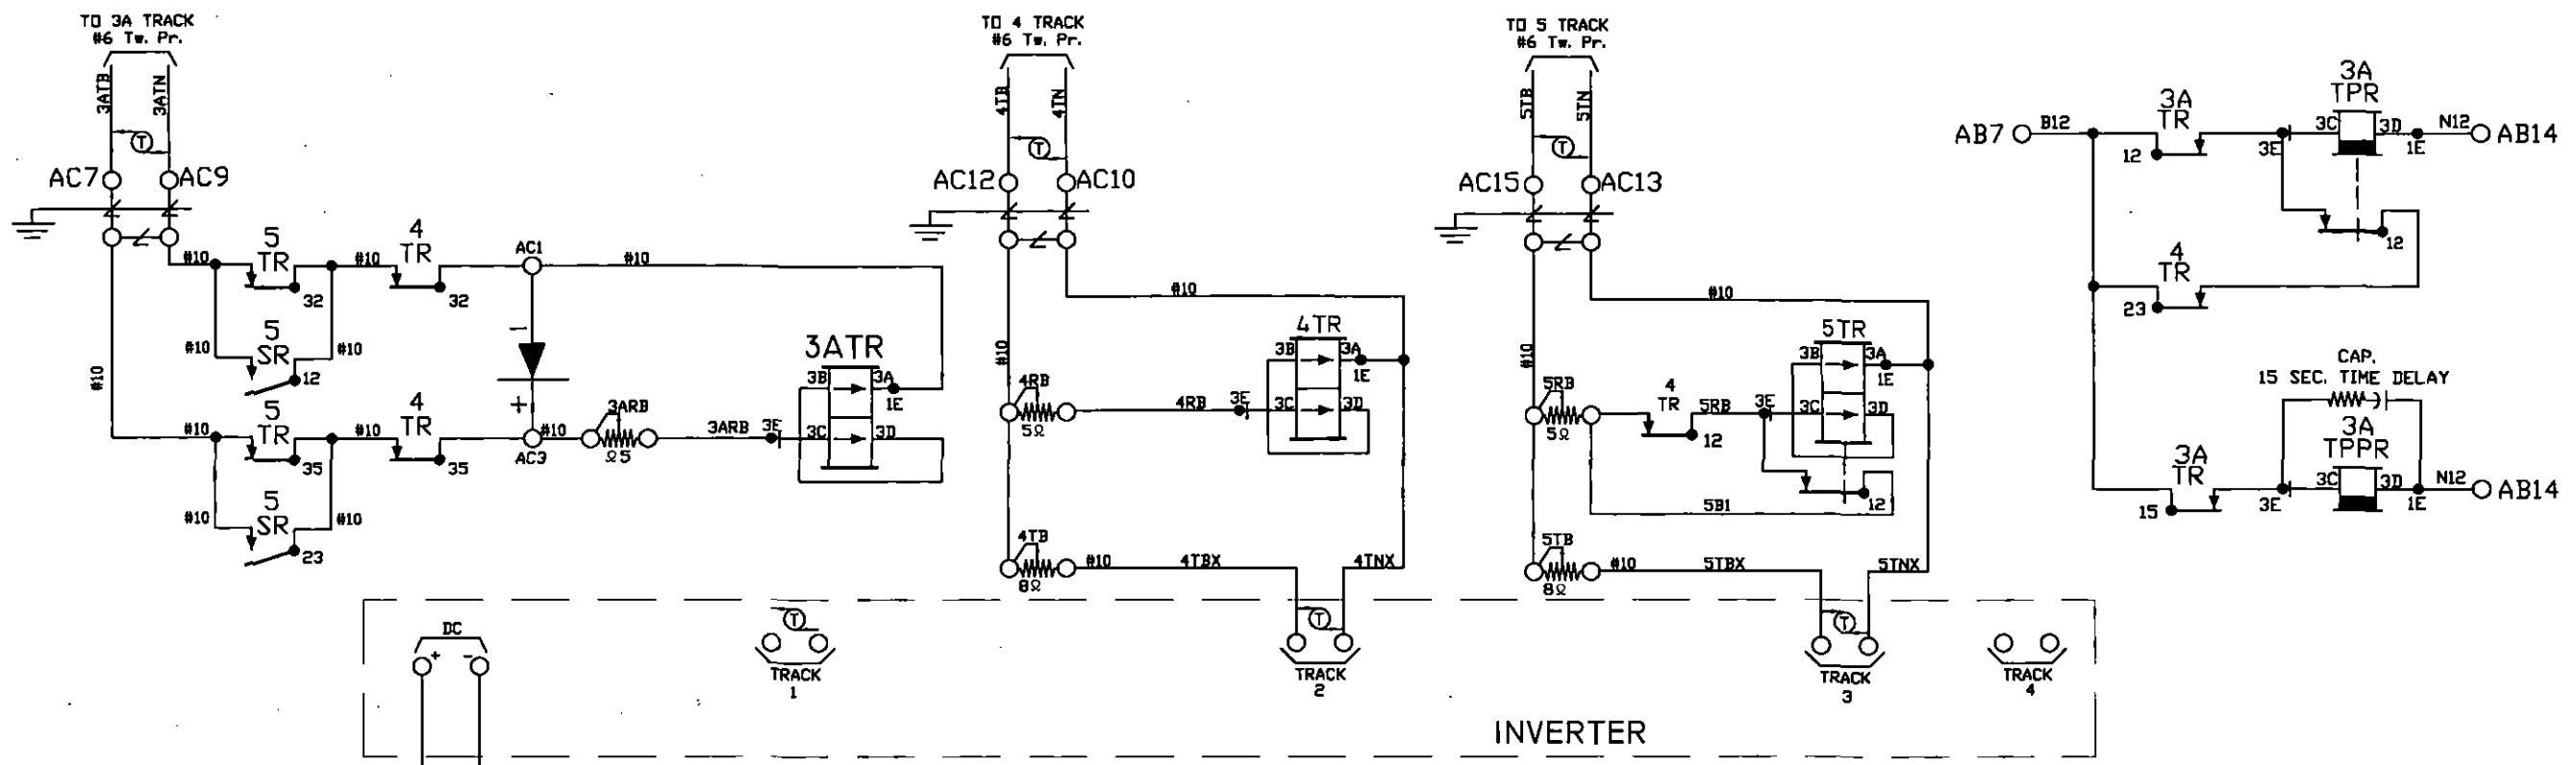 TO 3A TRACK
#6 Tw. Pr.
3ATB
3ATN
T
AC7
AC9
#10
5
TR
32
#10
4
TR
32
AC1
#10
#10
5
SR
12
#10
#10
#10
5
TR
35
#10
4
TR
35
−
+
AC3
#10
3ARB
Ω5
3ARB
3E
3ATR
3B
3A
1E
3C
3D
#10
5
SR
23
#10
TO 4 TRACK
#6 Tw. Pr.
4TB
4TN
T
AC12
AC10
#10
#10
4RB
5Ω
4RB
3E
4TR
3B
3A
1E
3C
3D
4TB
8Ω
#10
4TBX
4TNX
TO 5 TRACK
#6 Tw. Pr.
5TB
5TN
T
AC15
AC13
#10
#10
5RB
5Ω
4
TR
12
5RB
3E
5TR
3B
3A
1E
3C
3D
12
5B1
5TB
8Ω
#10
5TBX
5TNX
AB7
B12
3A
TR
12
3E
3A
TPR
3C
3D
1E
N12
AB14
12
4
TR
23
CAP.
15 SEC. TIME DELAY
3A
TR
15
3E
3A
TPPR
3C
3D
1E
N12
AB14
DC
+
-
T
TRACK
1
T
TRACK
2
T
TRACK
3
TRACK
4
INVERTER